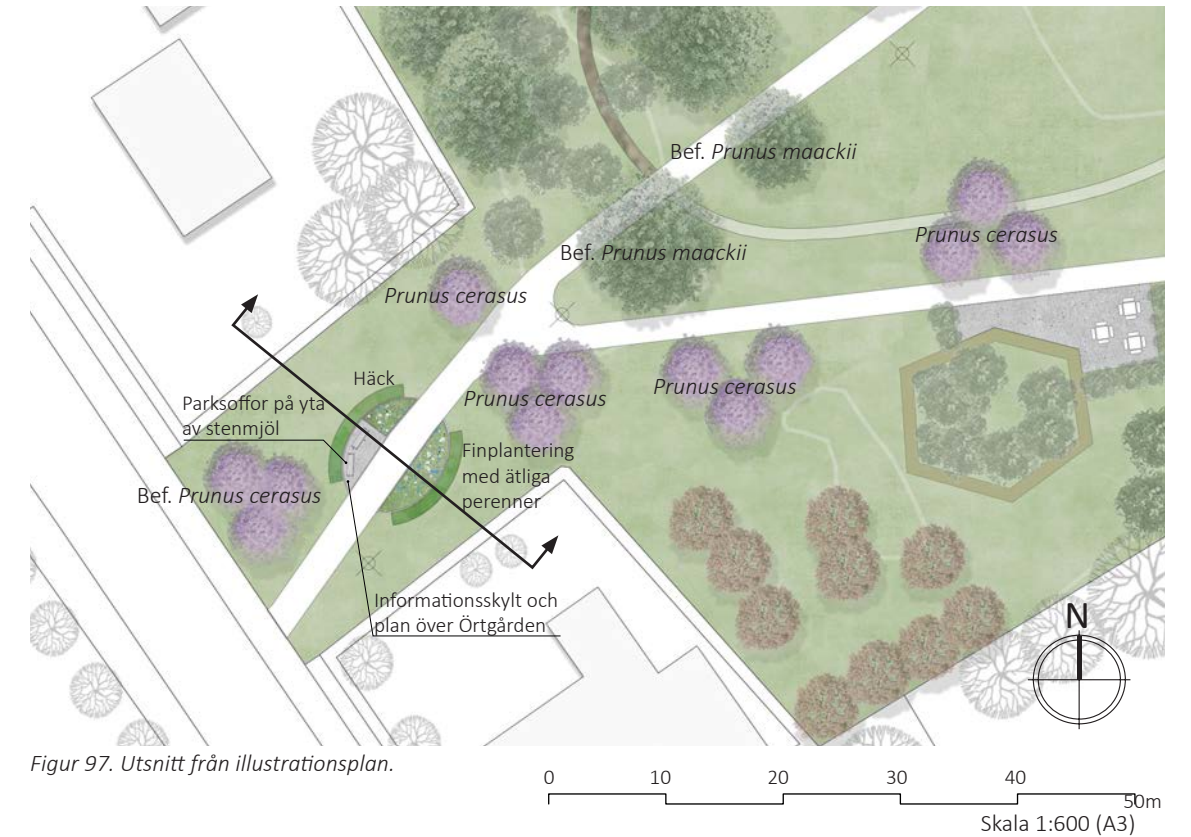 Bef. Prunus maackii
Prunus cerasus
Bef. Prunus maackii
Prunus cerasus
Häck
Prunus cerasus
Prunus cerasus
Parksoffor på yta
av stenmjöl
Finplantering
med ätliga
perenner
Bef. Prunus cerasus
Informationsskylt och
plan över Örtgården
N
Figur 97. Utsnitt från illustrationsplan.
0 10 20 30 40 50m
Skala 1:600 (A3)